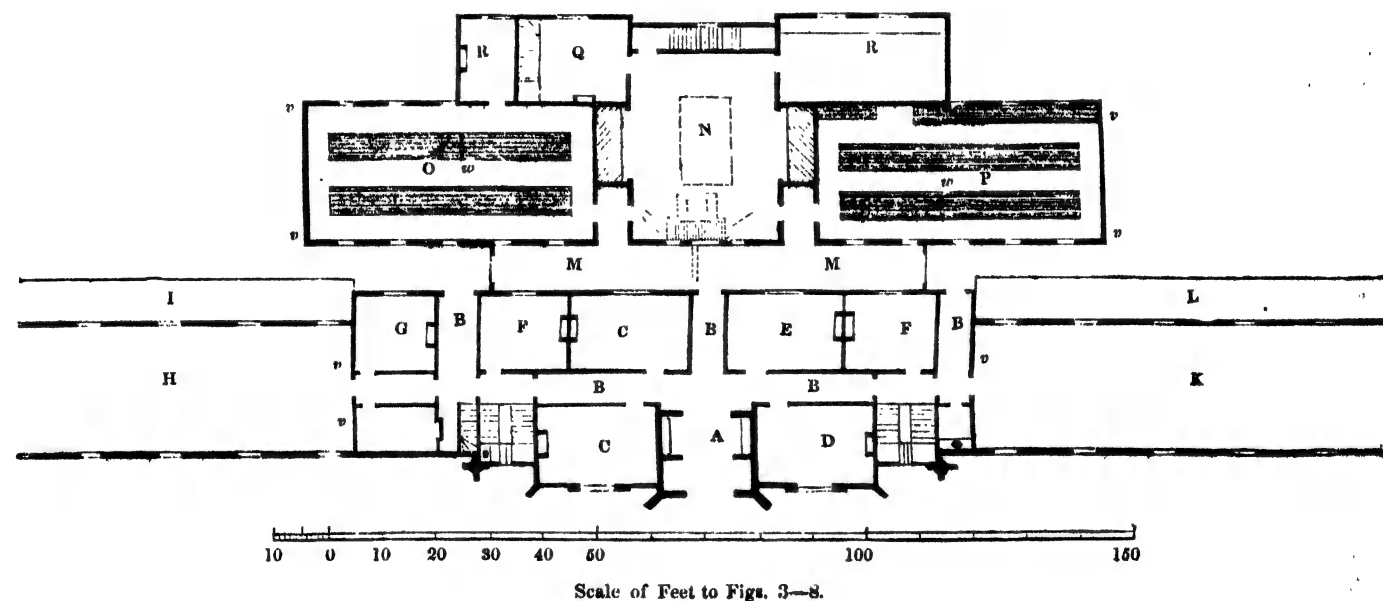 R Q R
v v
N
O w w P
v v
M M
I L
G B F C B E F B
v v
H B B K
v
A
C D
10 0 10 20 30 40 50 100 150
Scale of Feet to Figs. 3—8.